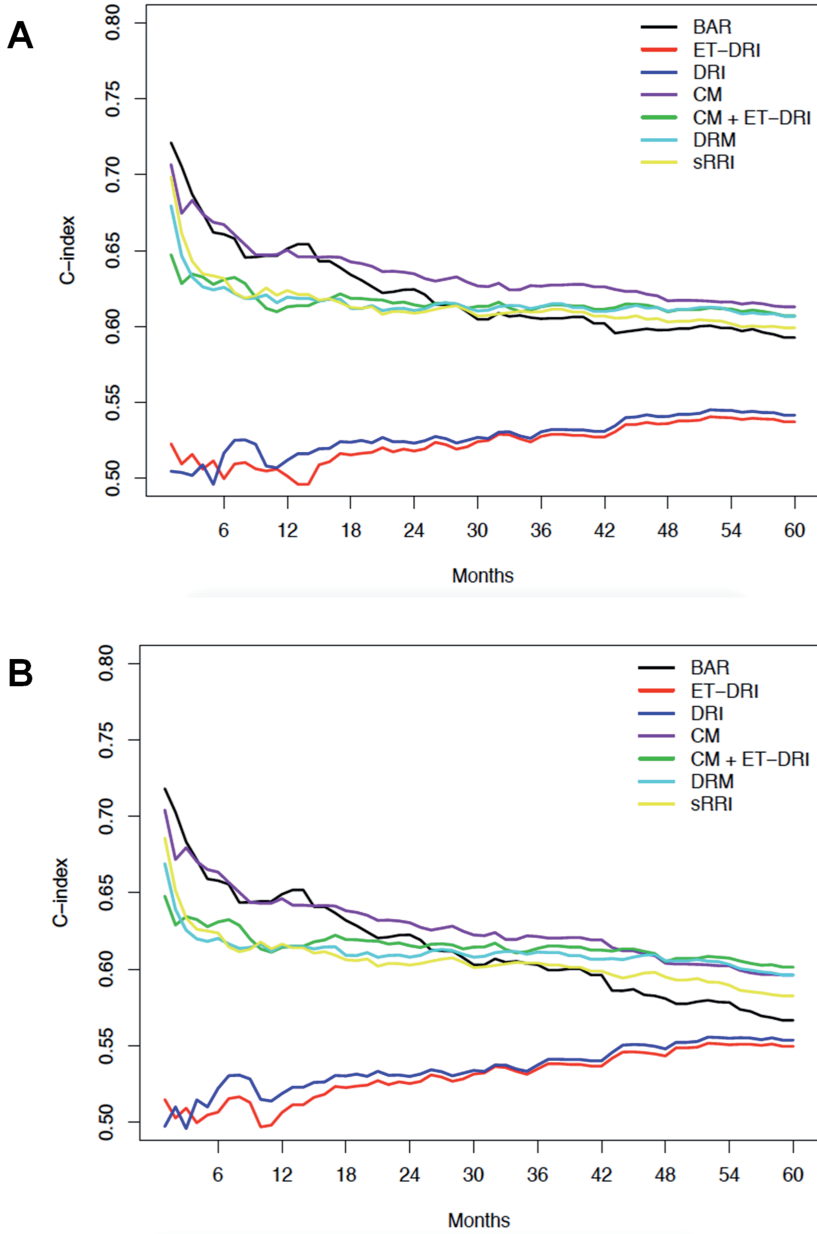 A
0.80
0.75
0.70
0.65
0.60
0.55
0.50
C−index
BAR
ET−DRI
DRI
CM
CM + ET−DRI
DRM
sRRI
6 12 18 24 30 36 42 48 54 60
Months
B
0.80
0.75
0.70
0.65
0.60
0.55
0.50
C−index
BAR
ET−DRI
DRI
CM
CM + ET−DRI
DRM
sRRI
6 12 18 24 30 36 42 48 54 60
Months